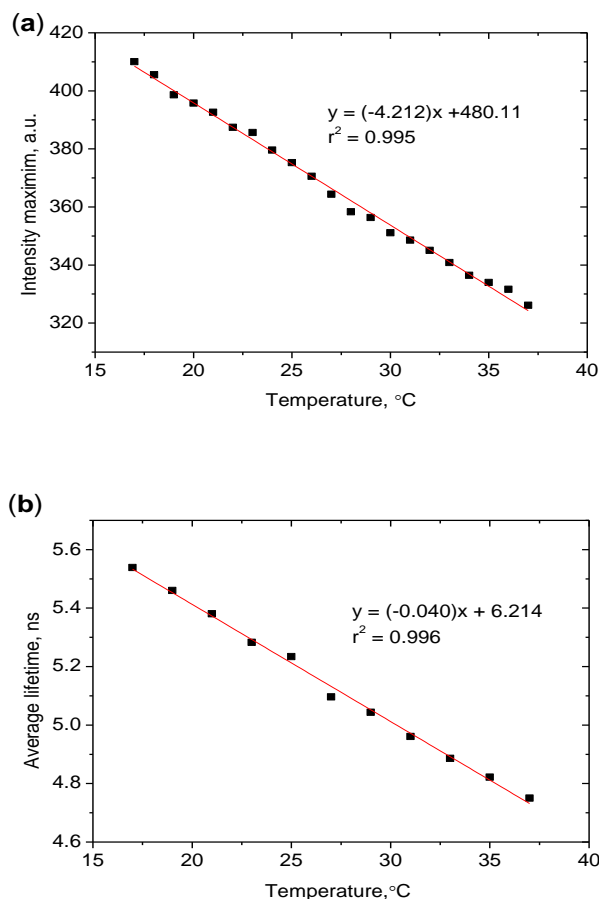 (a)
420
400
380
360
340
320
Intensity maximim, a.u.
y = (-4.212)x +480.11
r² = 0.995
15 20 25 30 35 40
Temperature, °C
(b)
5.6
5.4
5.2
5.0
4.8
4.6
Average lifetime, ns
y = (-0.040)x + 6.214
r² = 0.996
15 20 25 30 35 40
Temperature,°C